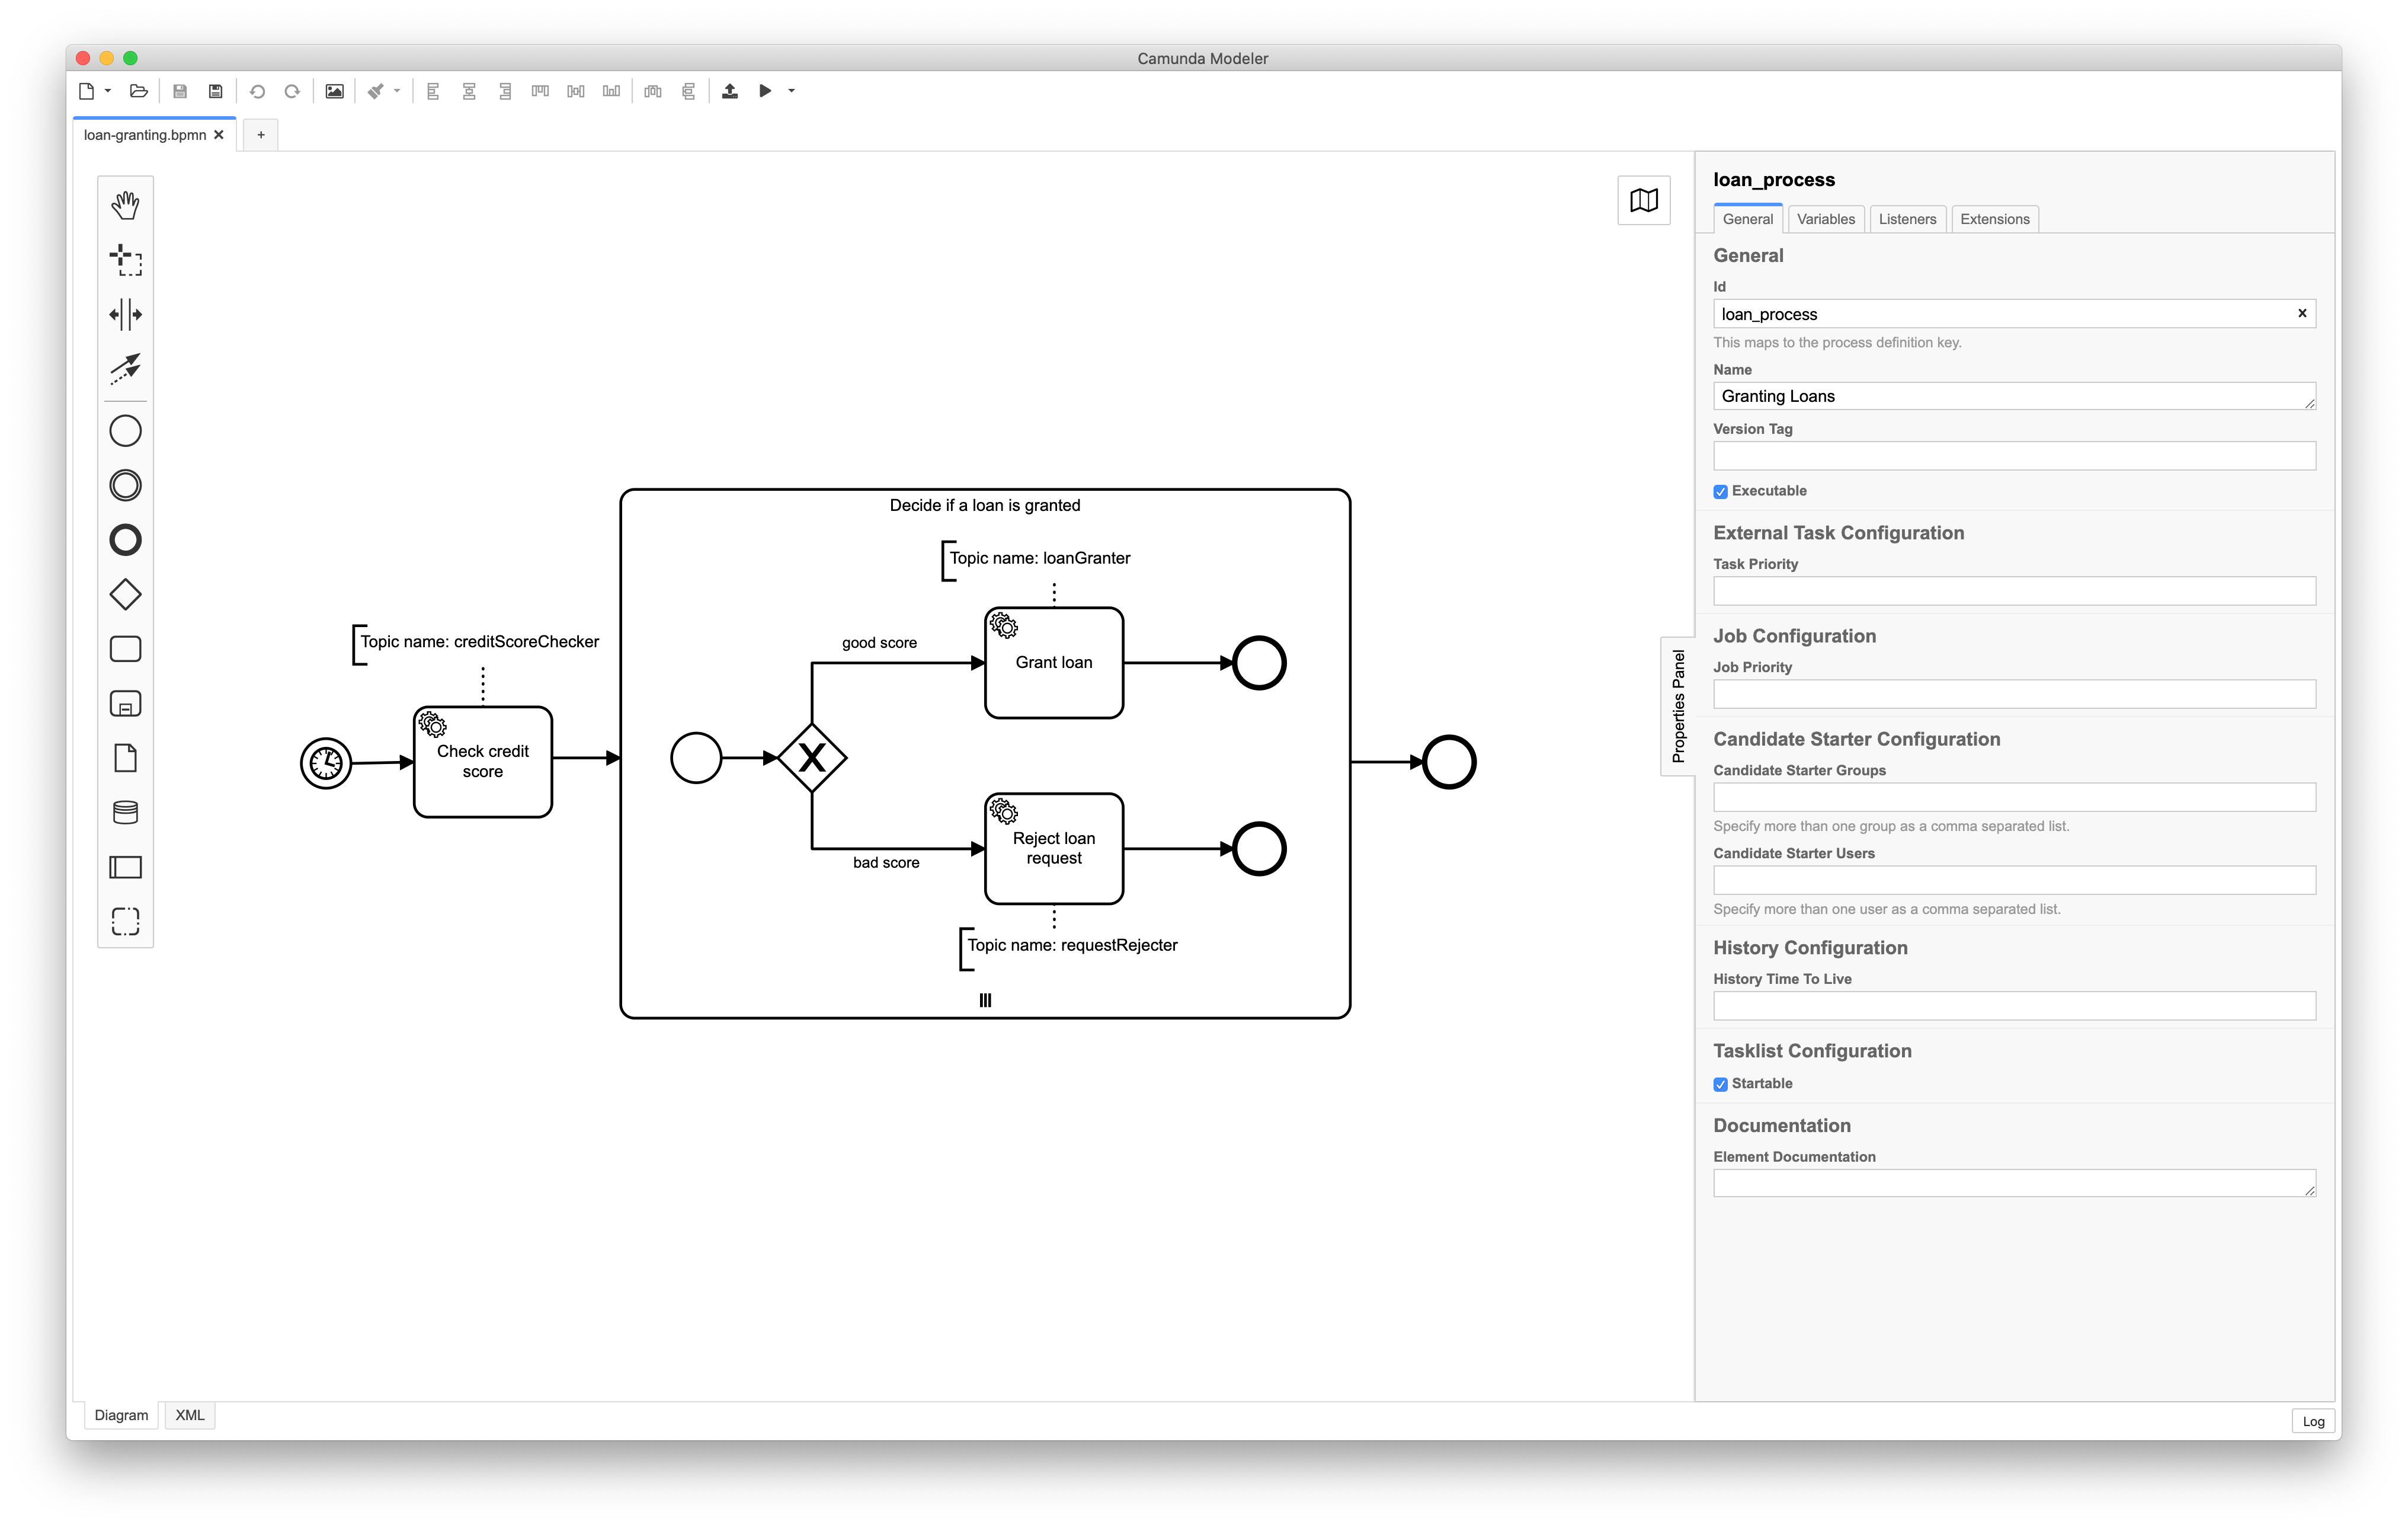 Camunda Modeler
loan-granting.bpmn
+
loan_process
General
Variables
Listeners
Extensions
General
Id
loan_process
This maps to the process definition key.
Name
Granting Loans
Version Tag
Executable
External Task Configuration
Task Priority
Job Configuration
Job Priority
Candidate Starter Configuration
Candidate Starter Groups
Specify more than one group as a comma separated list.
Candidate Starter Users
Specify more than one user as a comma separated list.
History Configuration
History Time To Live
Tasklist Configuration
Startable
Documentation
Element Documentation
Properties Panel
Decide if a loan is granted
Topic name: loanGranter
Topic name: creditScoreChecker
good score
Grant loan
Check credit
score
Reject loan
request
bad score
Topic name: requestRejecter
Diagram
XML
Log